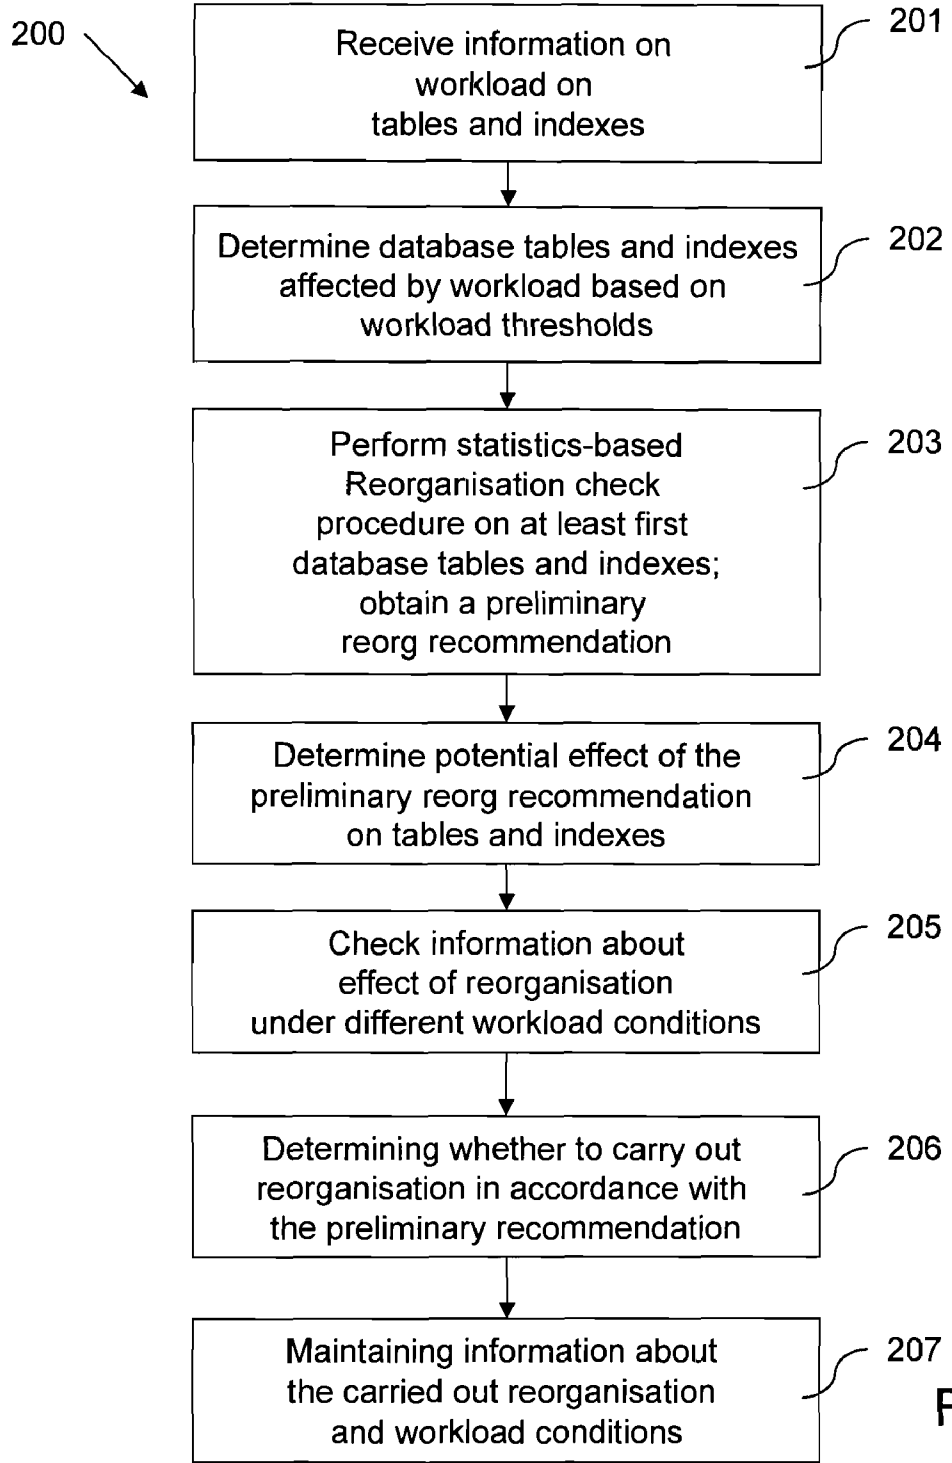 200
201
Receive information on
workload on
tables and indexes
202
Determine database tables and indexes
affected by workload based on
workload thresholds
203
Perform statistics-based
Reorganisation check
procedure on at least first
database tables and indexes;
obtain a preliminary
reorg recommendation
204
Determine potential effect of the
preliminary reorg recommendation
on tables and indexes
205
Check information about
effect of reorganisation
under different workload conditions
206
Determining whether to carry out
reorganisation in accordance with
the preliminary recommendation
207
Maintaining information about
the carried out reorganisation
and workload conditions